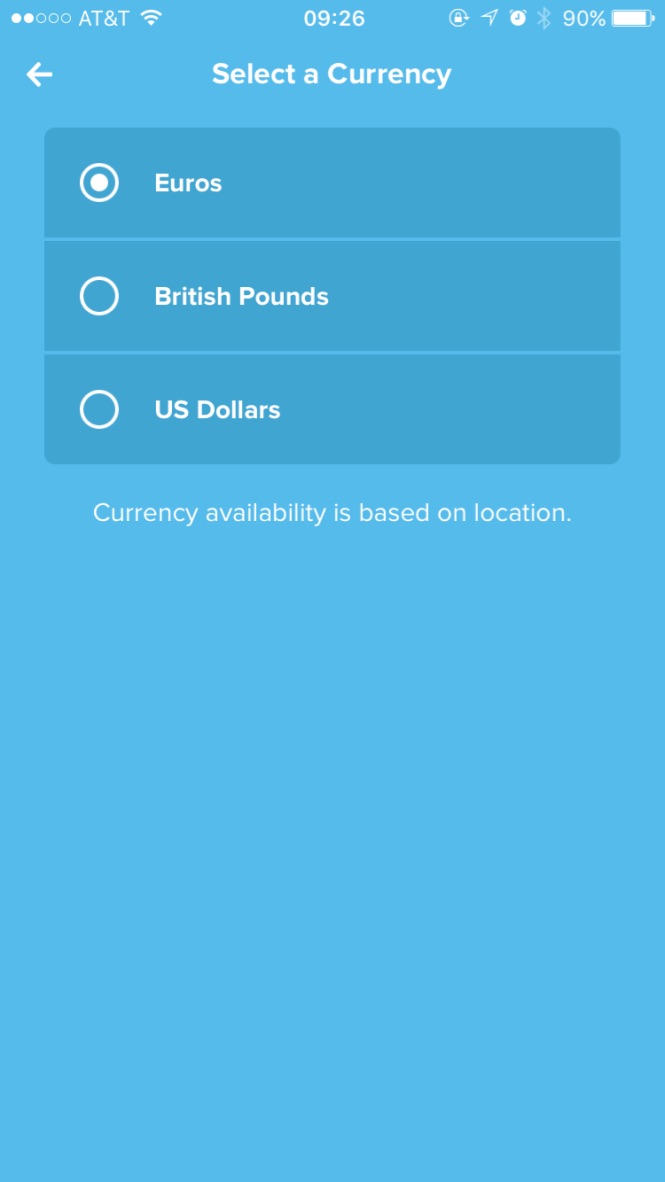 AT&T 09:26 90%
Select a Currency
Euros
British Pounds
US Dollars
Currency availability is based on location.